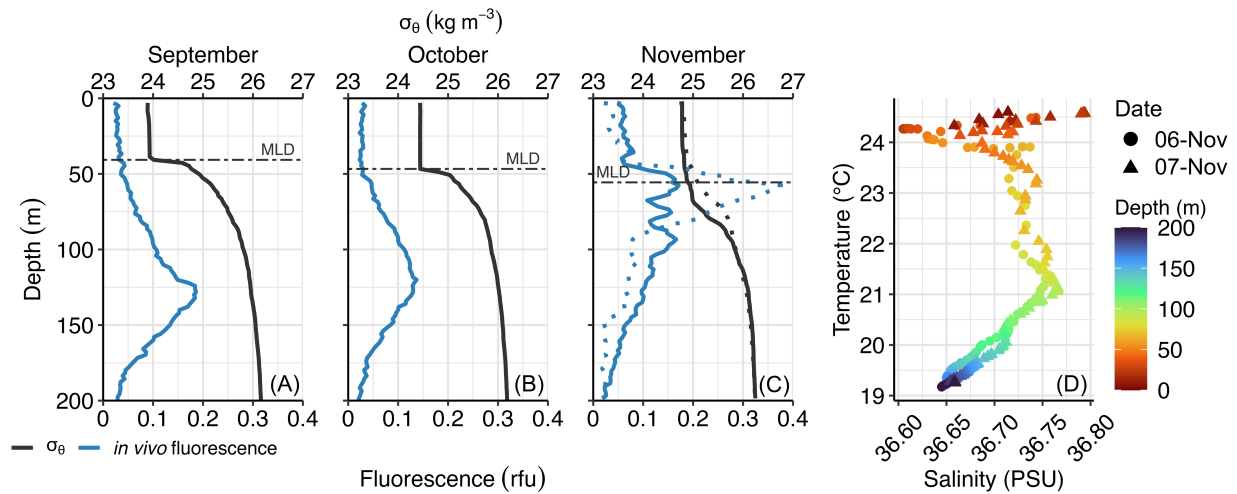 σθ (kg m⁻³)
September
October
November
23 24 25 26 27
23 24 25 26 27
23 24 25 26 27
Depth (m)
0
50
100
150
200
MLD
(A)
MLD
(B)
MLD
(C)
0 0.1 0.2 0.3 0.4
0 0.1 0.2 0.3 0.4
0 0.1 0.2 0.3 0.4
Fluorescence (rfu)
σθ in vivo fluorescence
Temperature (°C)
24
23
22
21
20
19
(D)
36.60 36.65 36.70 36.75 36.80
Salinity (PSU)
Date
06-Nov
07-Nov
Depth (m)
200
150
100
50
0